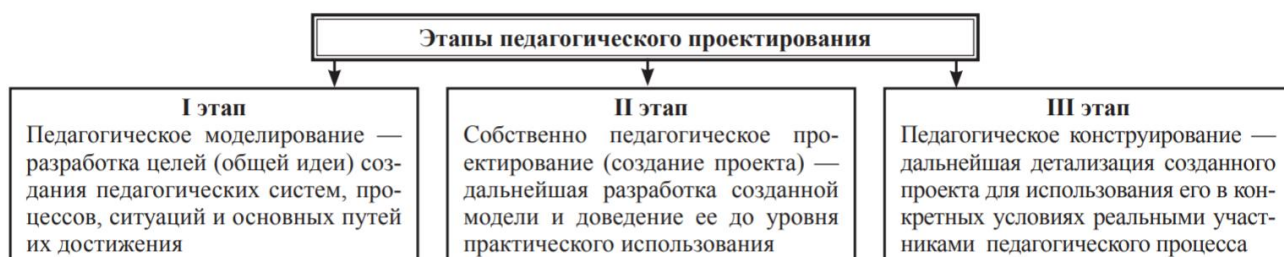 Этапы педагогического проектирования
I этап
Педагогическое моделирование —
разработка целей (общей идеи) соз-
дания педагогических систем, про-
цессов, ситуаций и основных путей
их достижения
II этап
Собственно педагогическое про-
ектирование (создание проекта) —
дальнейшая разработка созданной
модели и доведение ее до уровня
практического использования
III этап
Педагогическое конструирование —
дальнейшая детализация созданного
проекта для использования его в кон-
кретных условиях реальными участ-
никами педагогического процесса